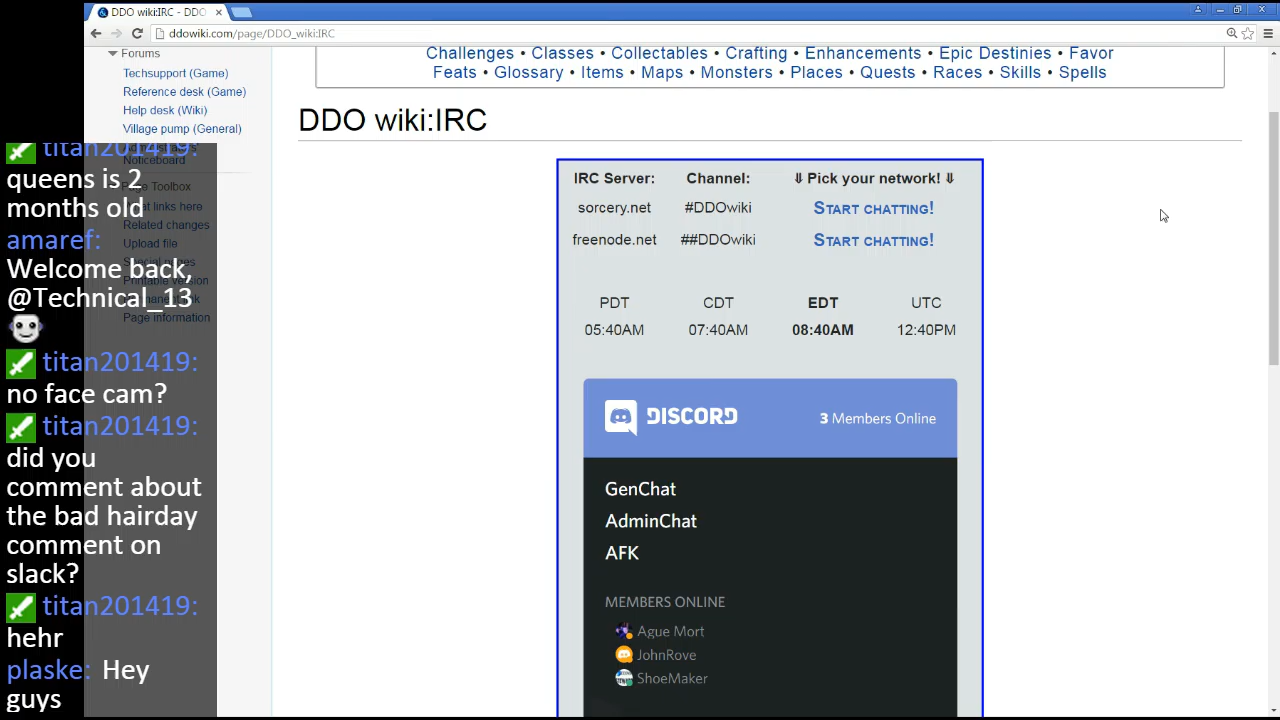 DDO wiki:IRC - DDO
ddowiki.com/page/DDO_wiki:IRC
Forums
Techsupport (Game)
Reference desk (Game)
Help desk (Wiki)
Village pump (General)
Noticeboard
Page Toolbox
Related changes
Upload file
Page information
titan201419:
queens is 2
months old
amaref:
Welcome back,
@Technical_13
titan201419:
no face cam?
titan201419:
did you
comment about
the bad hairday
comment on
slack?
titan201419:
hehr
plaske: Hey
guys
Challenges • Classes • Collectables • Crafting • Enhancements • Epic Destinies • Favor
Feats • Glossary • Items • Maps • Monsters • Places • Quests • Races • Skills • Spells
DDO wiki:IRC
IRC Server: Channel: ⇓ Pick your network! ⇓
sorcery.net #DDOwiki START CHATTING!
freenode.net ##DDOwiki START CHATTING!
PDT CDT EDT UTC
05:40AM 07:40AM 08:40AM 12:40PM
DISCORD 3 Members Online
GenChat
AdminChat
AFK
MEMBERS ONLINE
Ague Mort
JohnRove
ShoeMaker